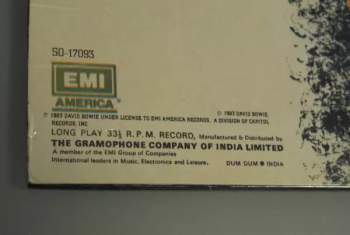 SO-17093
EMI
AMERICA
℗ 1983 DAVID BOWIE UNDER LICENSE TO EMI AMERICA RECORDS. © 1983 DAVID BOWIE. A DIVISION OF CAPITOL
RECORDS, INC.
LONG PLAY 33⅓ R.P.M. RECORD, Manufactured & Distributed by
THE GRAMOPHONE COMPANY OF INDIA LIMITED
A member of the EMI Group of Companies
International leaders in Music, Electronics and Leisure. DUM DUM ● INDIA